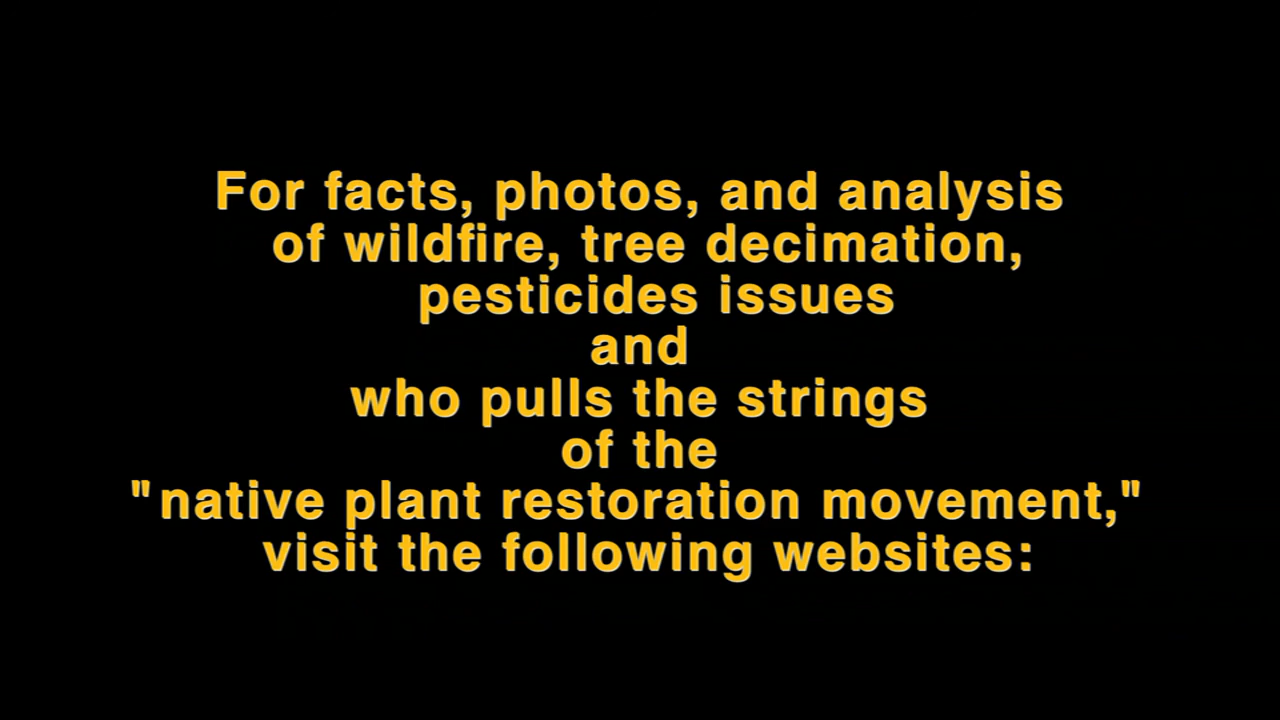 For facts, photos, and analysis
of wildfire, tree decimation,
pesticides issues
and
who pulls the strings
of the
"native plant restoration movement,"
visit the following websites: